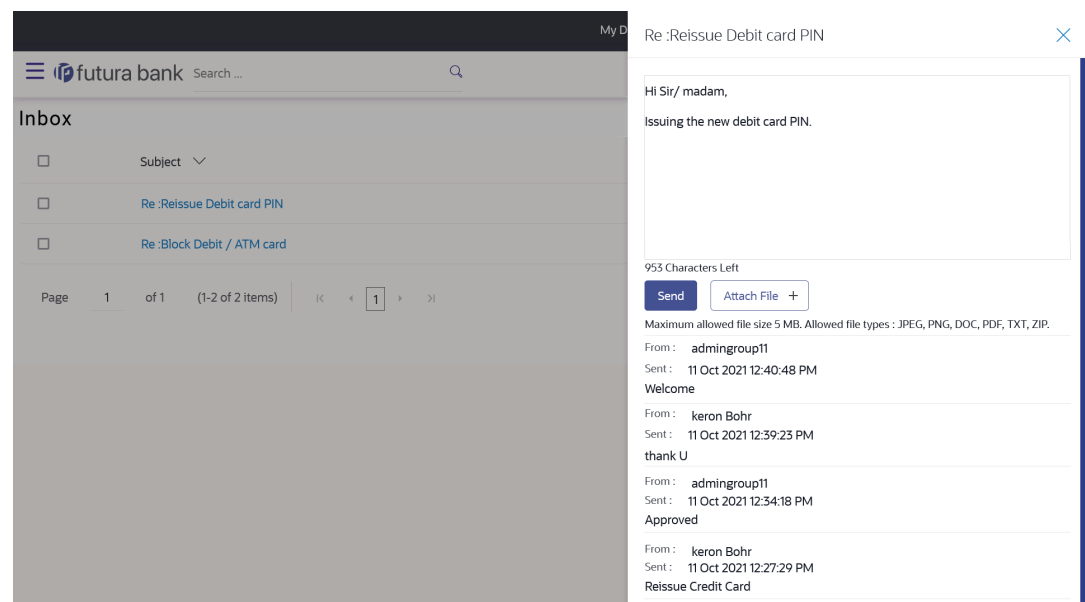 My D
futura bank
Search ...
Inbox
Subject
Re :Reissue Debit card PIN
Re :Block Debit / ATM card
Page 1 of 1 (1-2 of 2 items) 1
Re :Reissue Debit card PIN
Hi Sir/ madam,
Issuing the new debit card PIN.
953 Characters Left
Send Attach File +
Maximum allowed file size 5 MB. Allowed file types : JPEG, PNG, DOC, PDF, TXT, ZIP.
From : admingroup11
Sent : 11 Oct 2021 12:40:48 PM
Welcome
From : keron Bohr
Sent : 11 Oct 2021 12:39:23 PM
thank U
From : admingroup11
Sent : 11 Oct 2021 12:34:18 PM
Approved
From : keron Bohr
Sent : 11 Oct 2021 12:27:29 PM
Reissue Credit Card